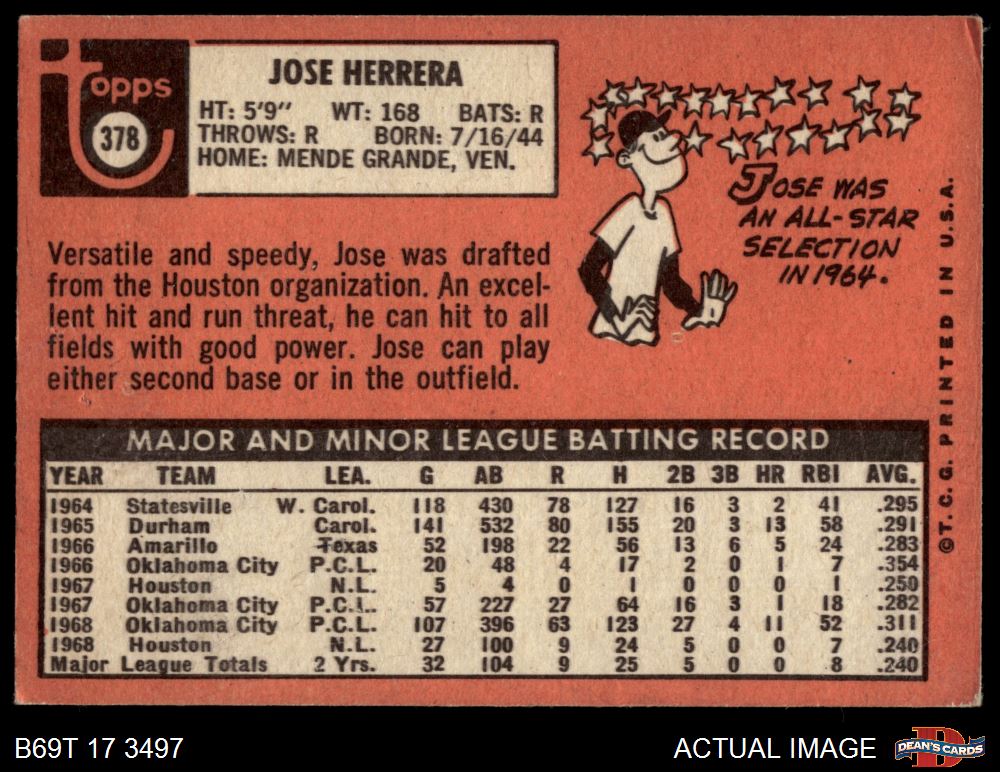 topps
378
JOSE HERRERA
HT: 5'9" WT: 168 BATS: R
THROWS: R BORN: 7/16/44
HOME: MENDE GRANDE, VEN.
JOSE WAS
AN ALL-STAR
SELECTION
IN 1964.
Versatile and speedy, Jose was drafted
from the Houston organization. An excel-
lent hit and run threat, he can hit to all
fields with good power. Jose can play
either second base or in the outfield.
©T. C. G. PRINTED IN U.S.A.
MAJOR AND MINOR LEAGUE BATTING RECORD
YEAR TEAM LEA. G AB R H 2B 3B HR RBI AVG.
1964 Statesville W. Carol. 118 430 78 127 16 3 2 41 .295
1965 Durham Carol. 141 532 80 155 20 3 13 58 .291
1966 Amarillo Texas 52 198 22 56 13 6 5 24 .283
1966 Oklahoma City P.C.L. 20 48 4 17 2 0 1 7 .354
1967 Houston N.L. 5 4 0 1 0 0 0 1 .250
1967 Oklahoma City P.C.L. 57 227 27 64 16 3 1 18 .282
1968 Oklahoma City P.C.L. 107 396 63 123 27 4 11 52 .311
1968 Houston N.L. 27 100 9 24 5 0 0 7 .240
Major League Totals 2 Yrs. 32 104 9 25 5 0 0 8 .240
B69T 17 3497
ACTUAL IMAGE
D
DEAN'S CARDS